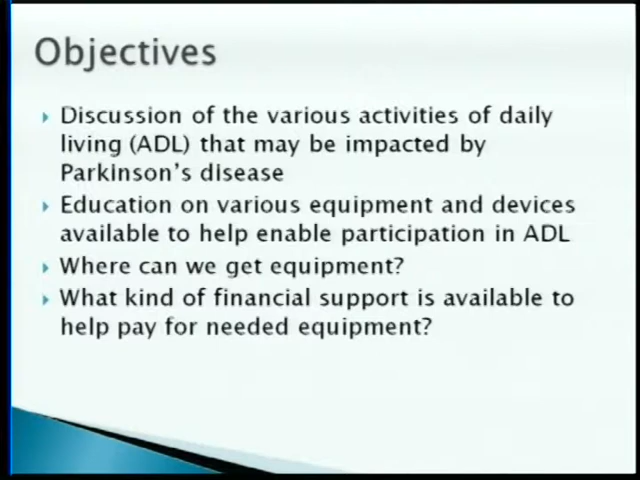 Objectives
Discussion of the various activities of daily
living (ADL) that may be impacted by
Parkinson's disease
Education on various equipment and devices
available to help enable participation in ADL
Where can we get equipment?
What kind of financial support is available to
help pay for needed equipment?